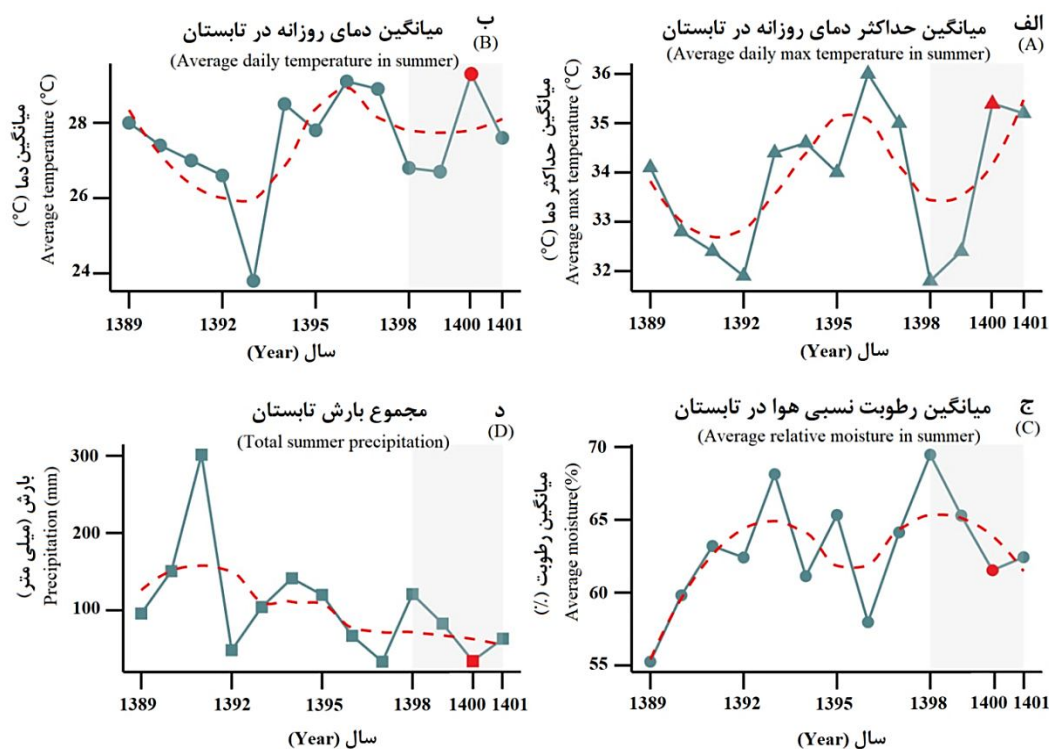 الف
(A)
میانگین حداکثر دمای روزانه در تابستان
(Average daily max temperature in summer)
میانگین حداکثر دما (°C)
Average max temperature (°C)
36
35
34
33
32
1389
1392
1395
1398
1400
1401
سال (Year)
ب
(B)
میانگین دمای روزانه در تابستان
(Average daily temperature in summer)
میانگین دما (°C)
Average temperature (°C)
28
26
24
1389
1392
1395
1398
1400
1401
سال (Year)
ج
(C)
میانگین رطوبت نسبی هوا در تابستان
(Average relative moisture in summer)
میانگین رطوبت (٪)
Average moisture(%)
70
65
60
55
1389
1392
1395
1398
1400
1401
سال (Year)
د
(D)
مجموع بارش تابستان
(Total summer precipitation)
بارش (میلی متر)
Precipitation (mm)
300
200
100
1389
1392
1395
1398
1400
1401
سال (Year)